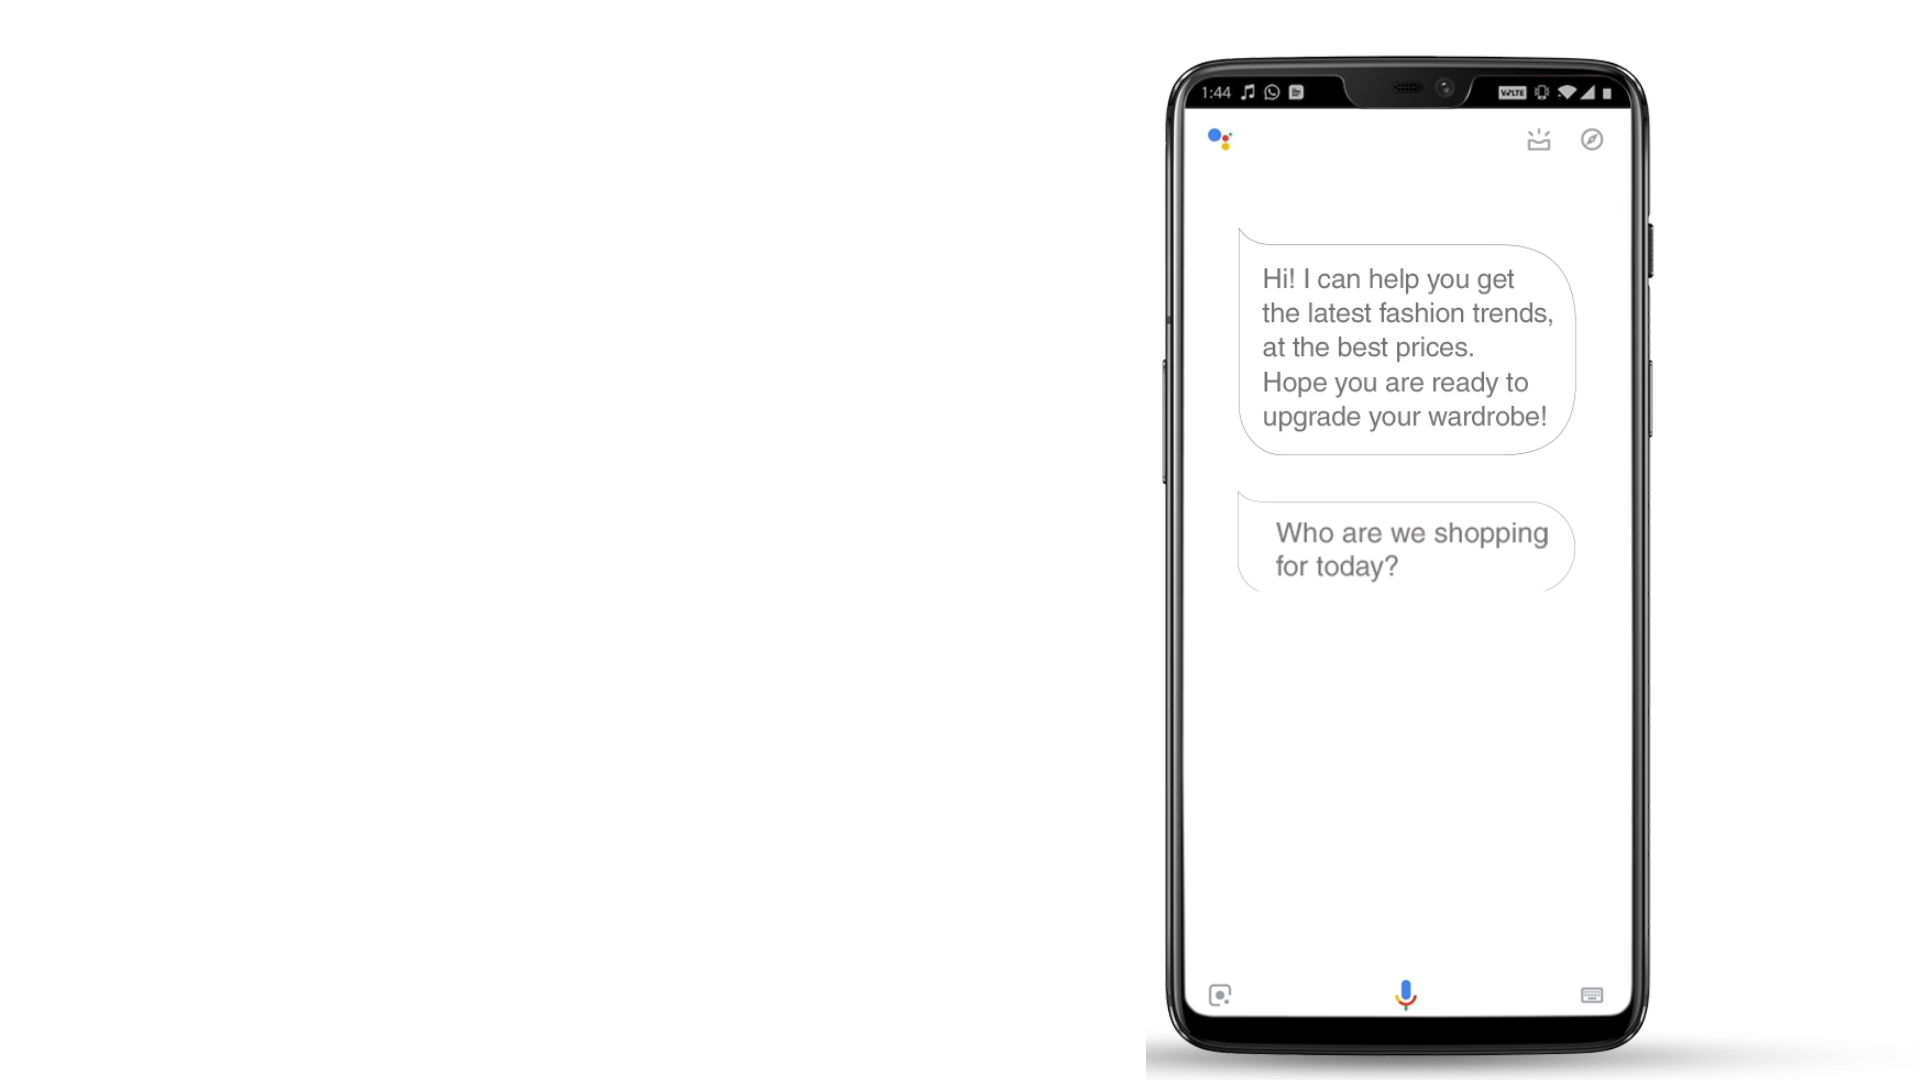 1:44
VoLTE
Hi! I can help you get
the latest fashion trends,
at the best prices.
Hope you are ready to
upgrade your wardrobe!
Who are we shopping
for today?